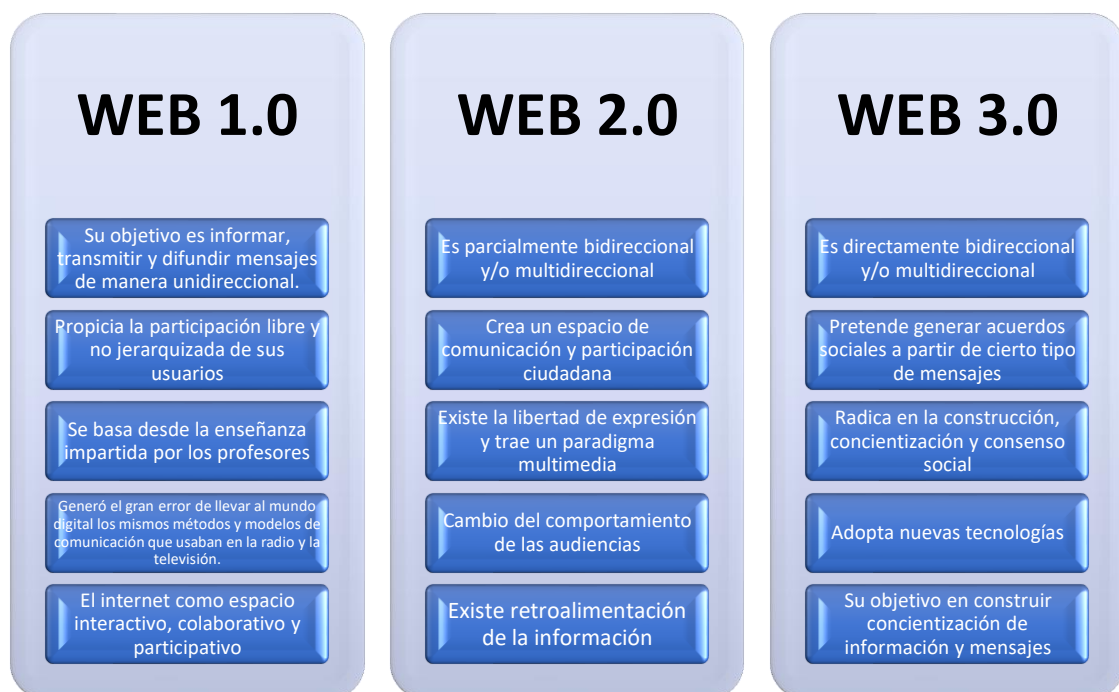 WEB 1.0
Su objetivo es informar,
transmitir y difundir mensajes
de manera unidireccional.
Propicia la participación libre y
no jerarquizada de sus
usuarios
Se basa desde la enseñanza
impartida por los profesores
Generó el gran error de llevar al mundo
digital los mismos métodos y modelos de
comunicación que usaban en la radio y la
televisión.
El internet como espacio
interactivo, colaborativo y
participativo
WEB 2.0
Es parcialmente bidireccional
y/o multidireccional
Crea un espacio de
comunicación y participación
ciudadana
Existe la libertad de expresión
y trae un paradigma
multimedia
Cambio del comportamiento
de las audiencias
Existe retroalimentación
de la información
WEB 3.0
Es directamente bidireccional
y/o multidireccional
Pretende generar acuerdos
sociales a partir de cierto tipo
de mensajes
Radica en la construcción,
concientización y consenso
social
Adopta nuevas tecnologías
Su objetivo en construir
concientización de
información y mensajes